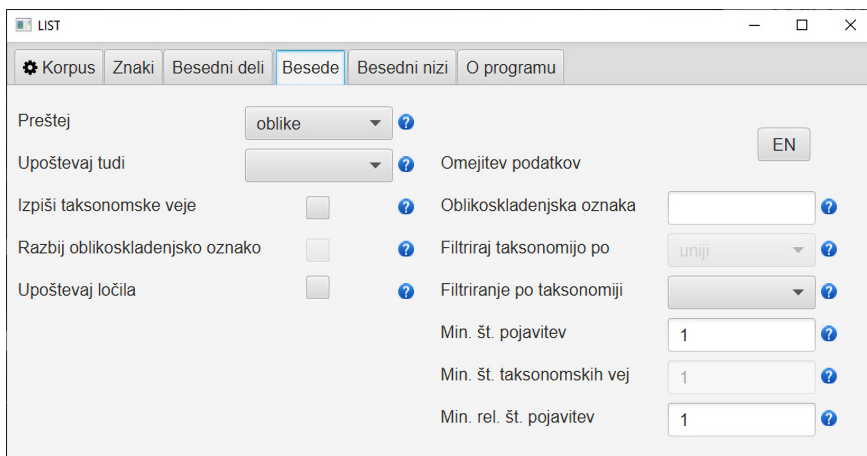 LIST
Korpus Znaki Besedni deli Besede Besedni nizi O programu
Preštej oblike
EN
Upoštevaj tudi Omejitev podatkov
Izpiši taksonomske veje Oblikoskladenjska oznaka
Razbij oblikoskladenjsko oznako Filtriraj taksonomijo po uniji
Upoštevaj ločila Filtriranje po taksonomiji
Min. št. pojavitev 1
Min. št. taksonomskih vej 1
Min. rel. št. pojavitev 1